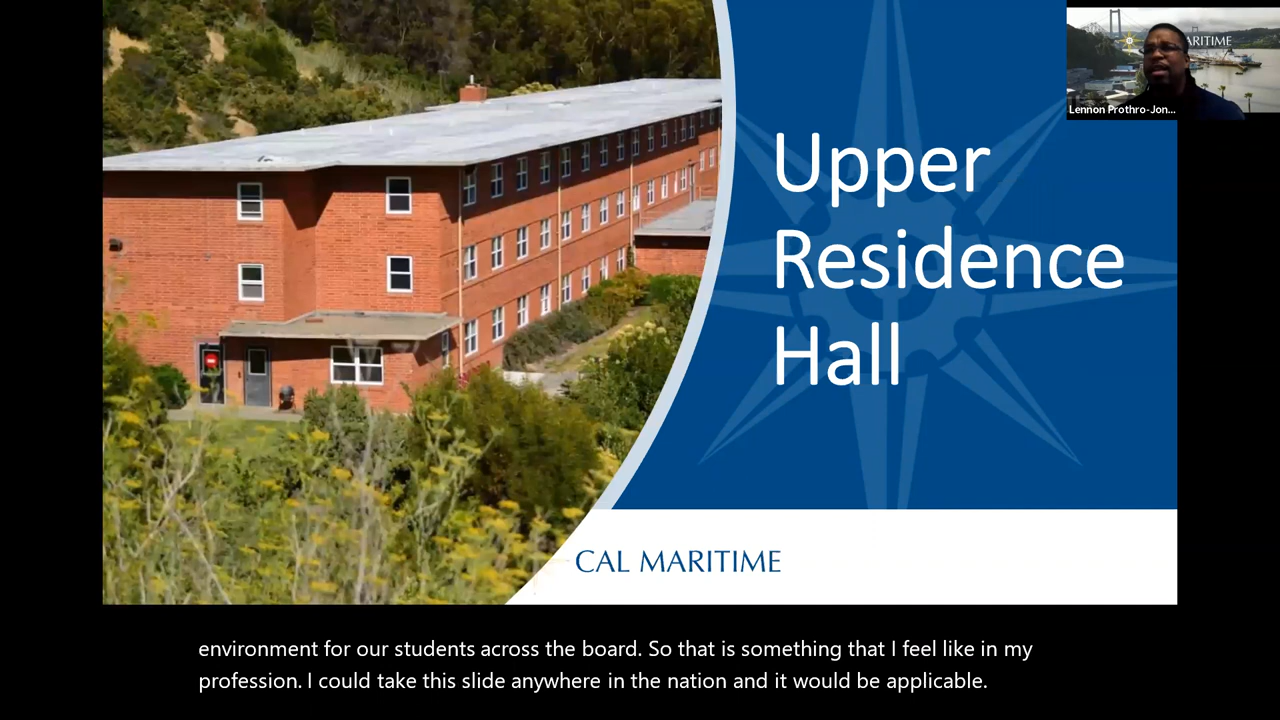 ARITIME
Lennon Prothro-Jon...
Upper
Residence
Hall
CAL MARITIME
environment for our students across the board. So that is something that I feel like in my
profession. I could take this slide anywhere in the nation and it would be applicable.